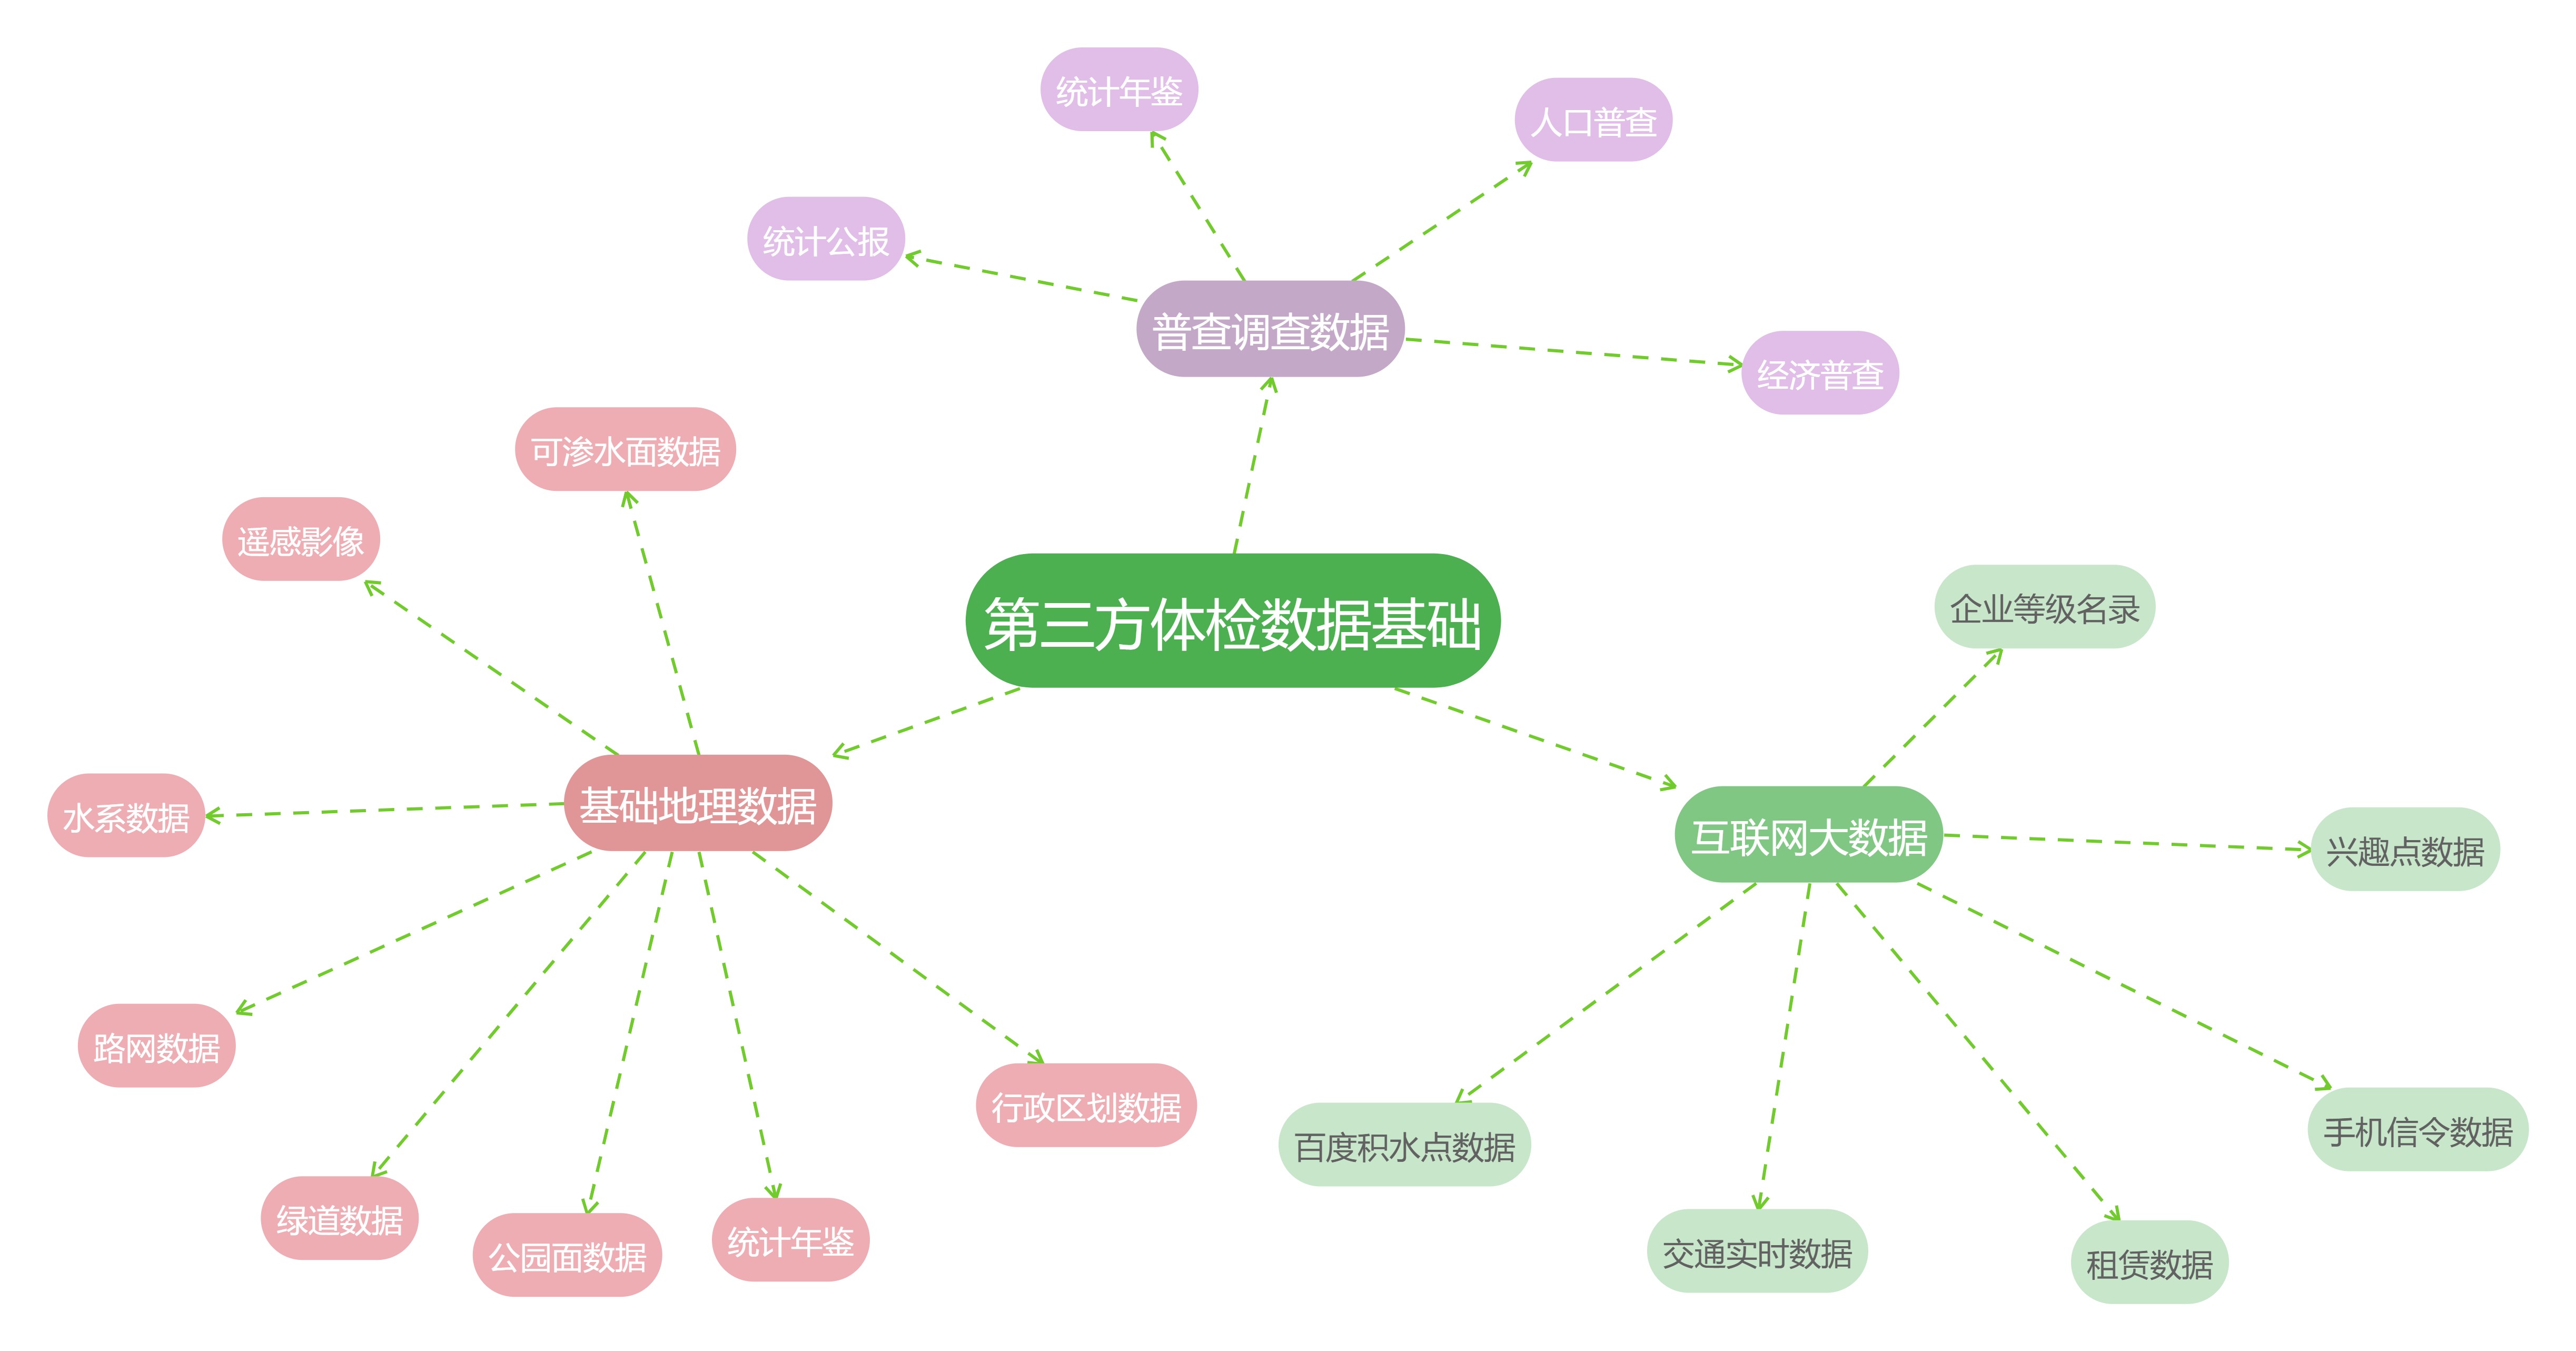 统计年鉴
人口普查
统计公报
普查调查数据
经济普查
可渗水面数据
遥感影像
第三方体检数据基础
企业等级名录
水系数据
基础地理数据
互联网大数据
兴趣点数据
路网数据
行政区划数据
百度积水点数据
手机信令数据
绿道数据
公园面数据
统计年鉴
交通实时数据
租赁数据